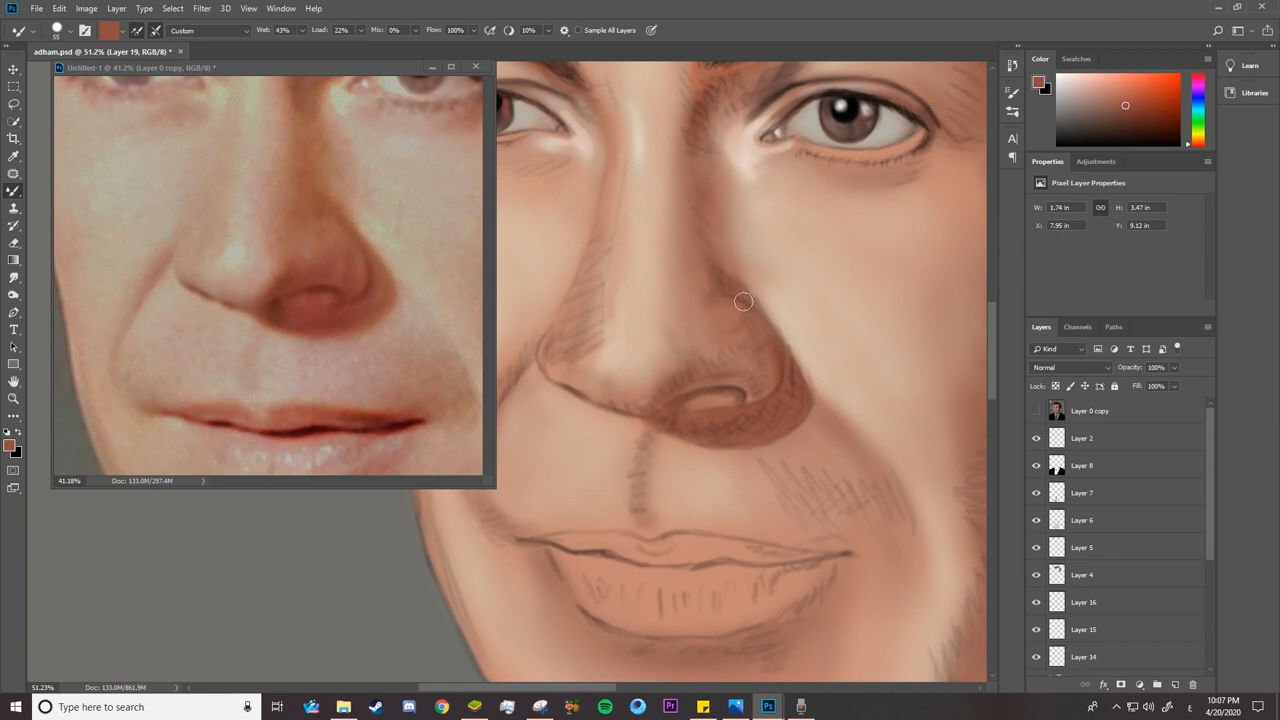 Ps File Edit Image Layer Type Select Filter 3D View Window Help
55 Custom Wet: 43% Load: 22% Mix: 0% Flow: 100% 10% Sample All Layers
adham.psd @ 51.2% (Layer 19, RGB/8) * ×
Untitled-1 @ 41.2% (Layer 0 copy, RGB/8) *
41.18% Doc: 133.0M/297.4M
51.23% Doc: 133.0M/861.9M
Color Swatches
Learn
Libraries
Properties Adjustments
Pixel Layer Properties
W: 1.74 in H: 3.47 in
X: 7.95 in Y: 9.12 in
Layers Channels Paths
Kind
Normal Opacity: 100%
Lock: Fill: 100%
Layer 0 copy
Layer 2
Layer 8
Layer 7
Layer 6
Layer 5
Layer 4
Layer 16
Layer 15
Layer 14
Type here to search
Pr Ps
10:07 PM
4/20/2020